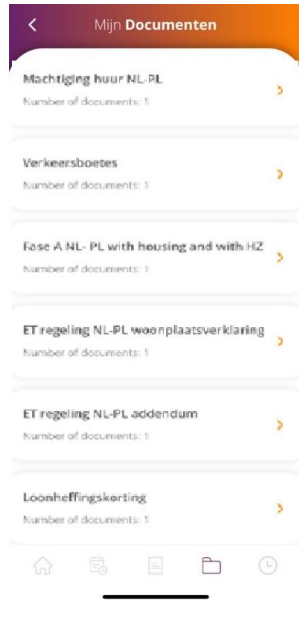 Mijn Documenten
Machtiging huur NL-PL
Number of documents: 1
Verkeersboetes
Number of documents: 1
Fase A NL- PL with housing and with HZ
Number of documents: 1
ET regeling NL-PL woonplaatsverklaring
Number of documents: 1
ET regeling NL-PL addendum
Number of documents: 1
Loonheffingskorting
Number of documents: 1